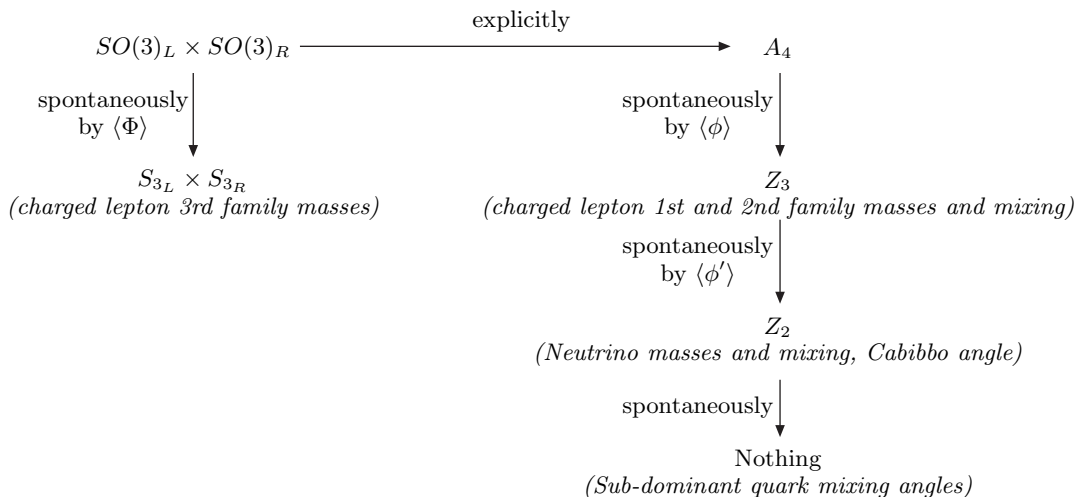 explicitly
SO(3)_L × SO(3)_R
A_4
spontaneously
by ⟨Φ⟩
spontaneously
by ⟨ϕ⟩
S_{3_L} × S_{3_R}
(charged lepton 3rd family masses)
Z_3
(charged lepton 1st and 2nd family masses and mixing)
spontaneously
by ⟨ϕ′⟩
Z_2
(Neutrino masses and mixing, Cabibbo angle)
spontaneously
Nothing
(Sub-dominant quark mixing angles)